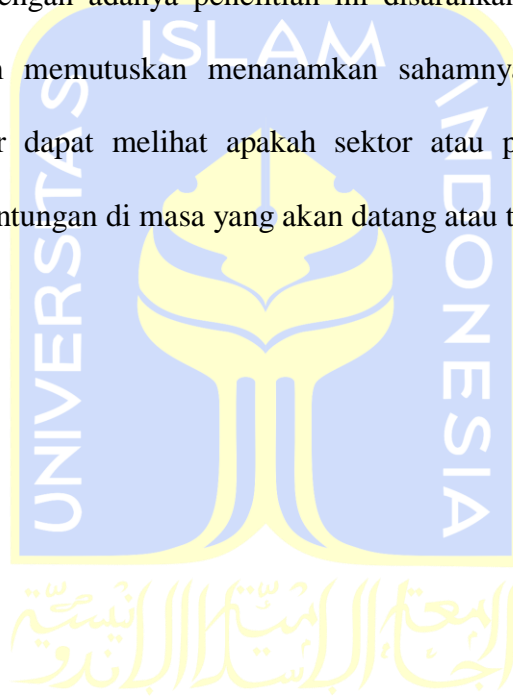 engan adanya penelitian ini disarankan
memutuskan menanamkan sahamnya
dapat melihat apakah sektor atau p
ntungan di masa yang akan datang atau t
ISLAM
UNIVERSITAS
INDONESIA